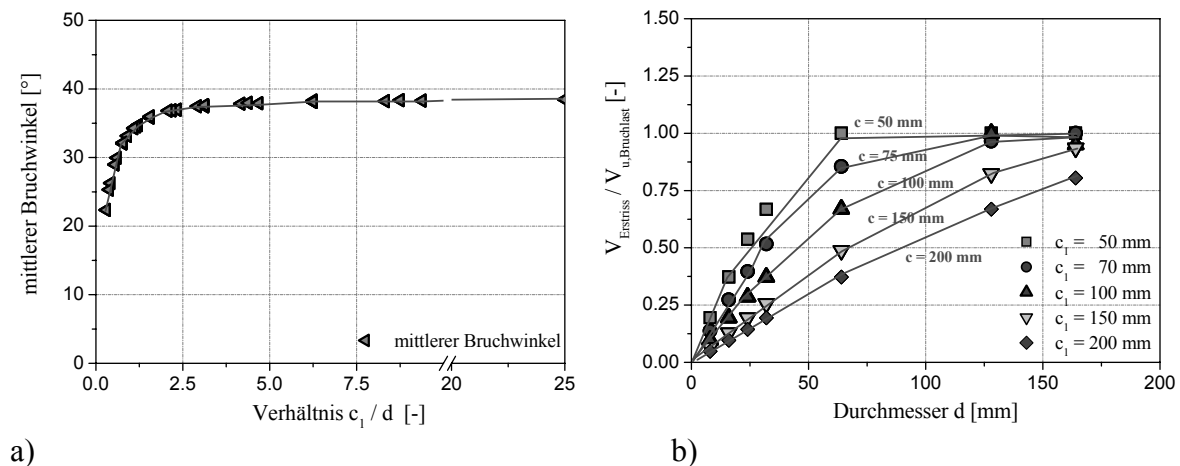 50
40
30
20
10
0
mittlerer Bruchwinkel [°]
mittlerer Bruchwinkel
0.0
2.5
5.0
7.5
20
25
Verhältnis c1 / d [-]
a)
1.50
1.25
1.00
0.75
0.50
0.25
0.00
V Erstriss / V u,Bruchlast [-]
c = 50 mm
c = 75 mm
c = 100 mm
c = 150 mm
c = 200 mm
c1 = 50 mm
c1 = 70 mm
c1 = 100 mm
c1 = 150 mm
c1 = 200 mm
0
50
100
150
200
Durchmesser d [mm]
b)